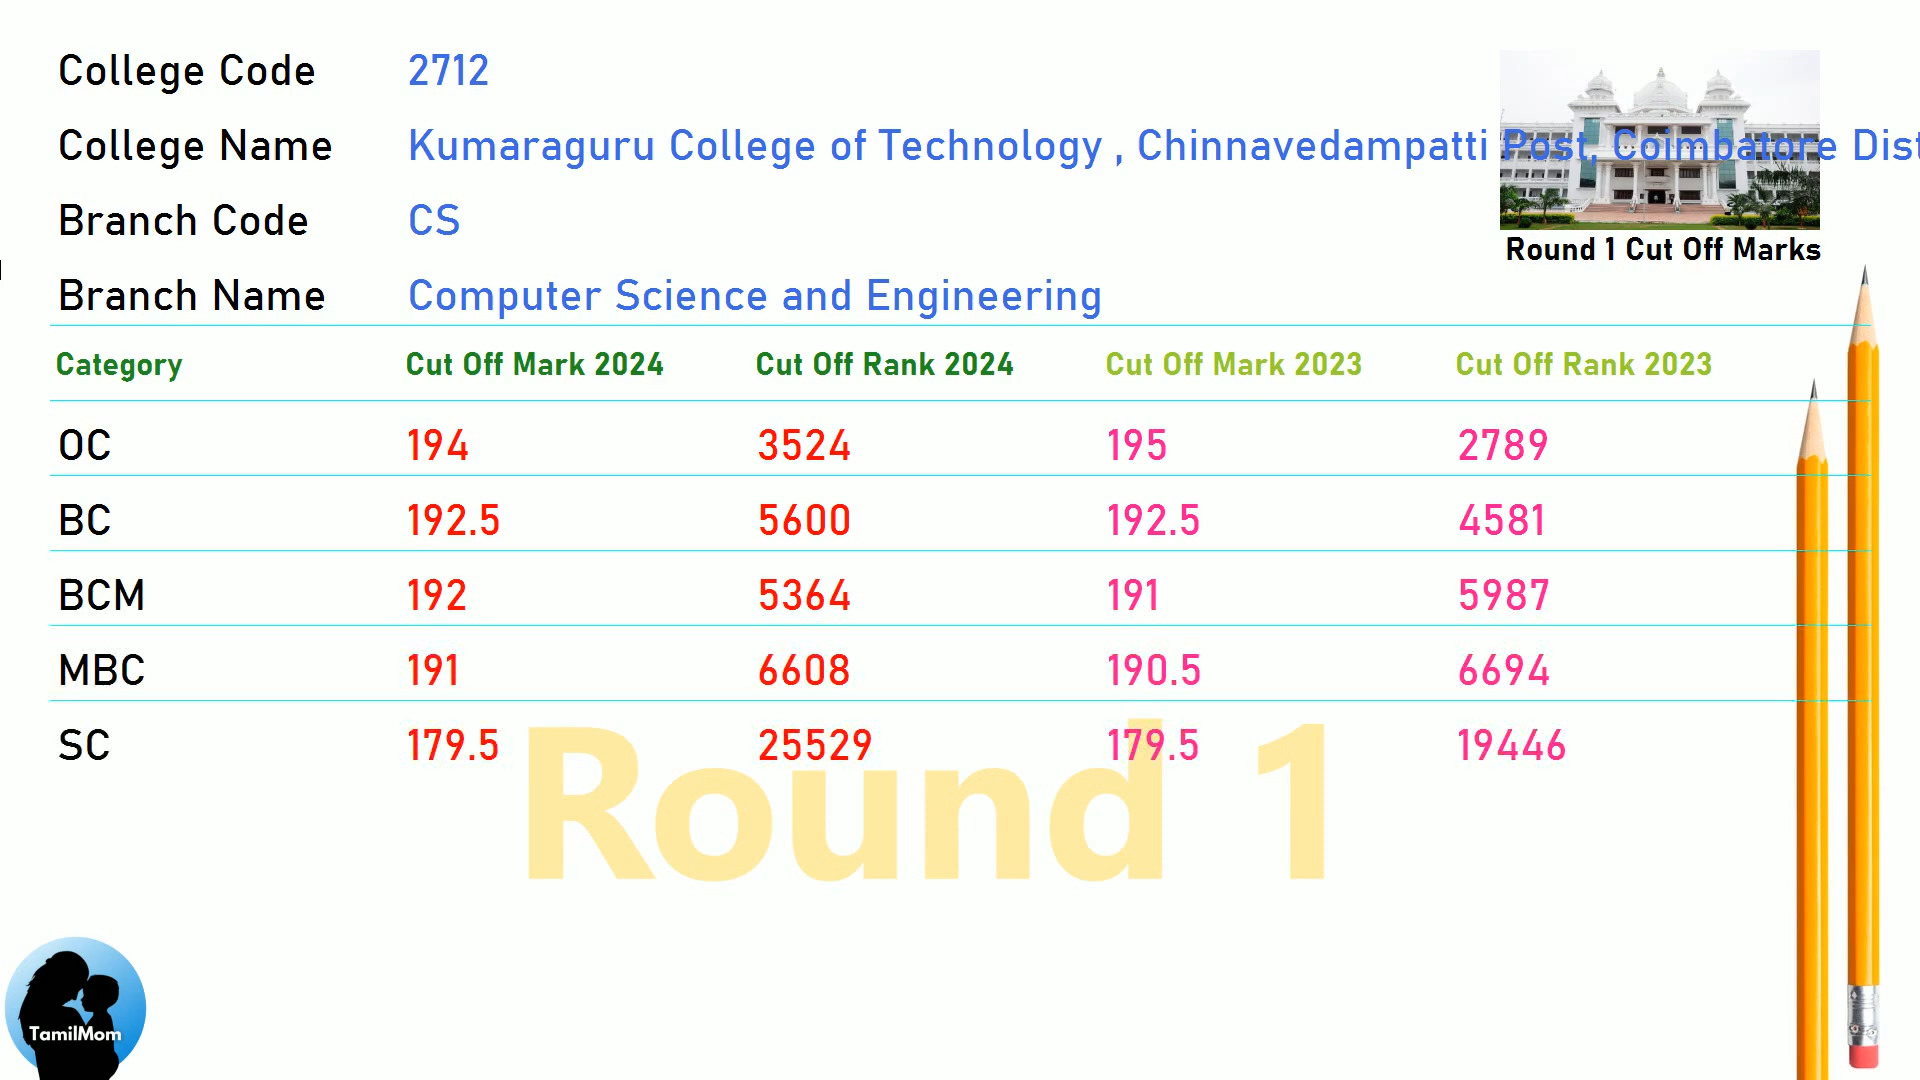 College Code 2712
College Name Kumaraguru College of Technology , Chinnavedampatti Post, Coimbatore Dist
Branch Code CS
Round 1 Cut Off Marks
Branch Name Computer Science and Engineering
Category Cut Off Mark 2024 Cut Off Rank 2024 Cut Off Mark 2023 Cut Off Rank 2023
OC 194 3524 195 2789
BC 192.5 5600 192.5 4581
BCM 192 5364 191 5987
MBC 191 6608 190.5 6694
SC 179.5 25529 179.5 19446
Round 1
TamilMom